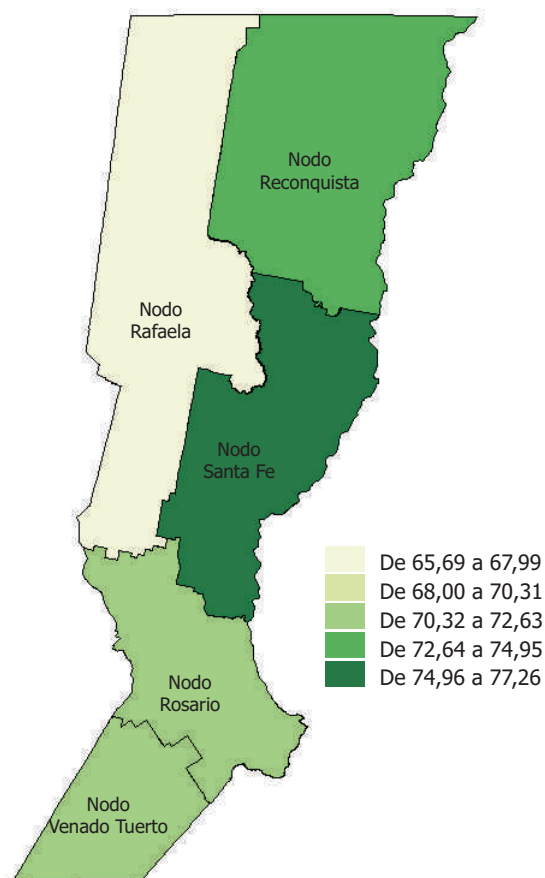 Nodo
Reconquista
Nodo
Rafaela
Nodo
Santa Fe
De 65,69 a 67,99
De 68,00 a 70,31
De 70,32 a 72,63
De 72,64 a 74,95
De 74,96 a 77,26
Nodo
Rosario
Nodo
Venado Tuerto